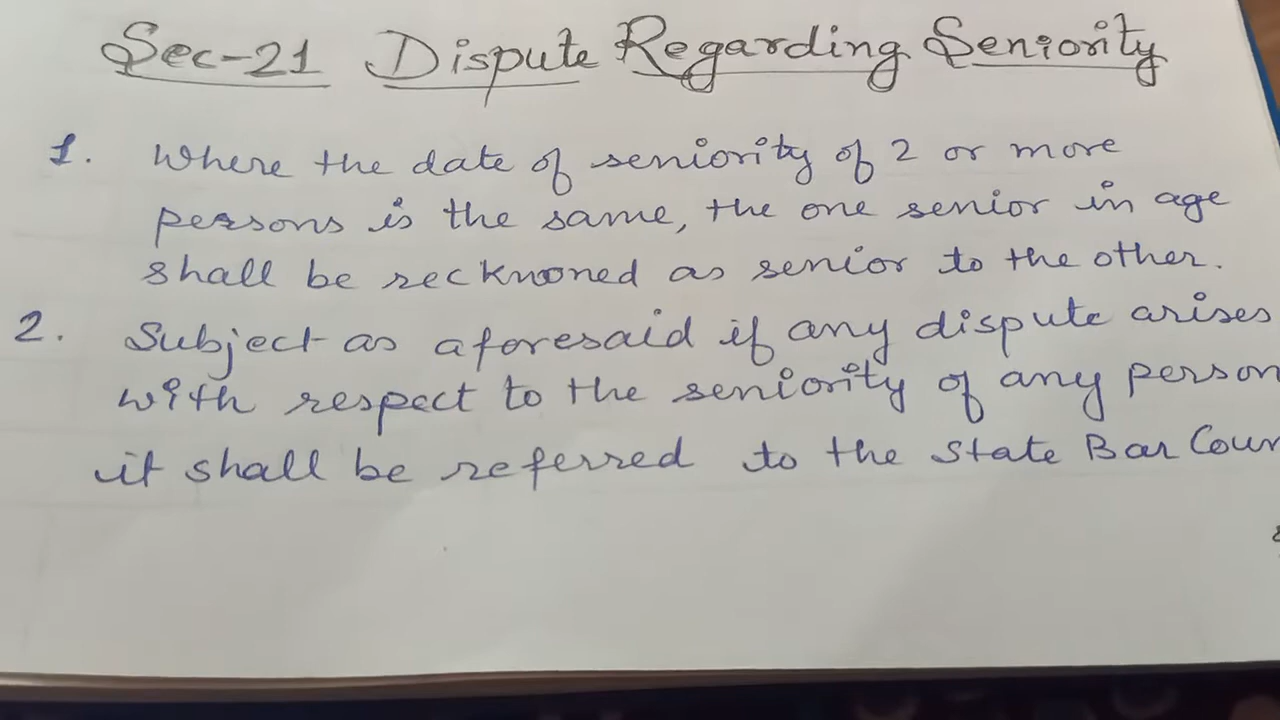 Sec-21 Dispute Regarding Seniority
1. Where the date of seniority of 2 or more
persons is the same, the one senior in age
shall be recknoned as senior to the other.
2. Subject as aforesaid if any dispute arises
with respect to the seniority of any person
it shall be referred to the State Bar Coun